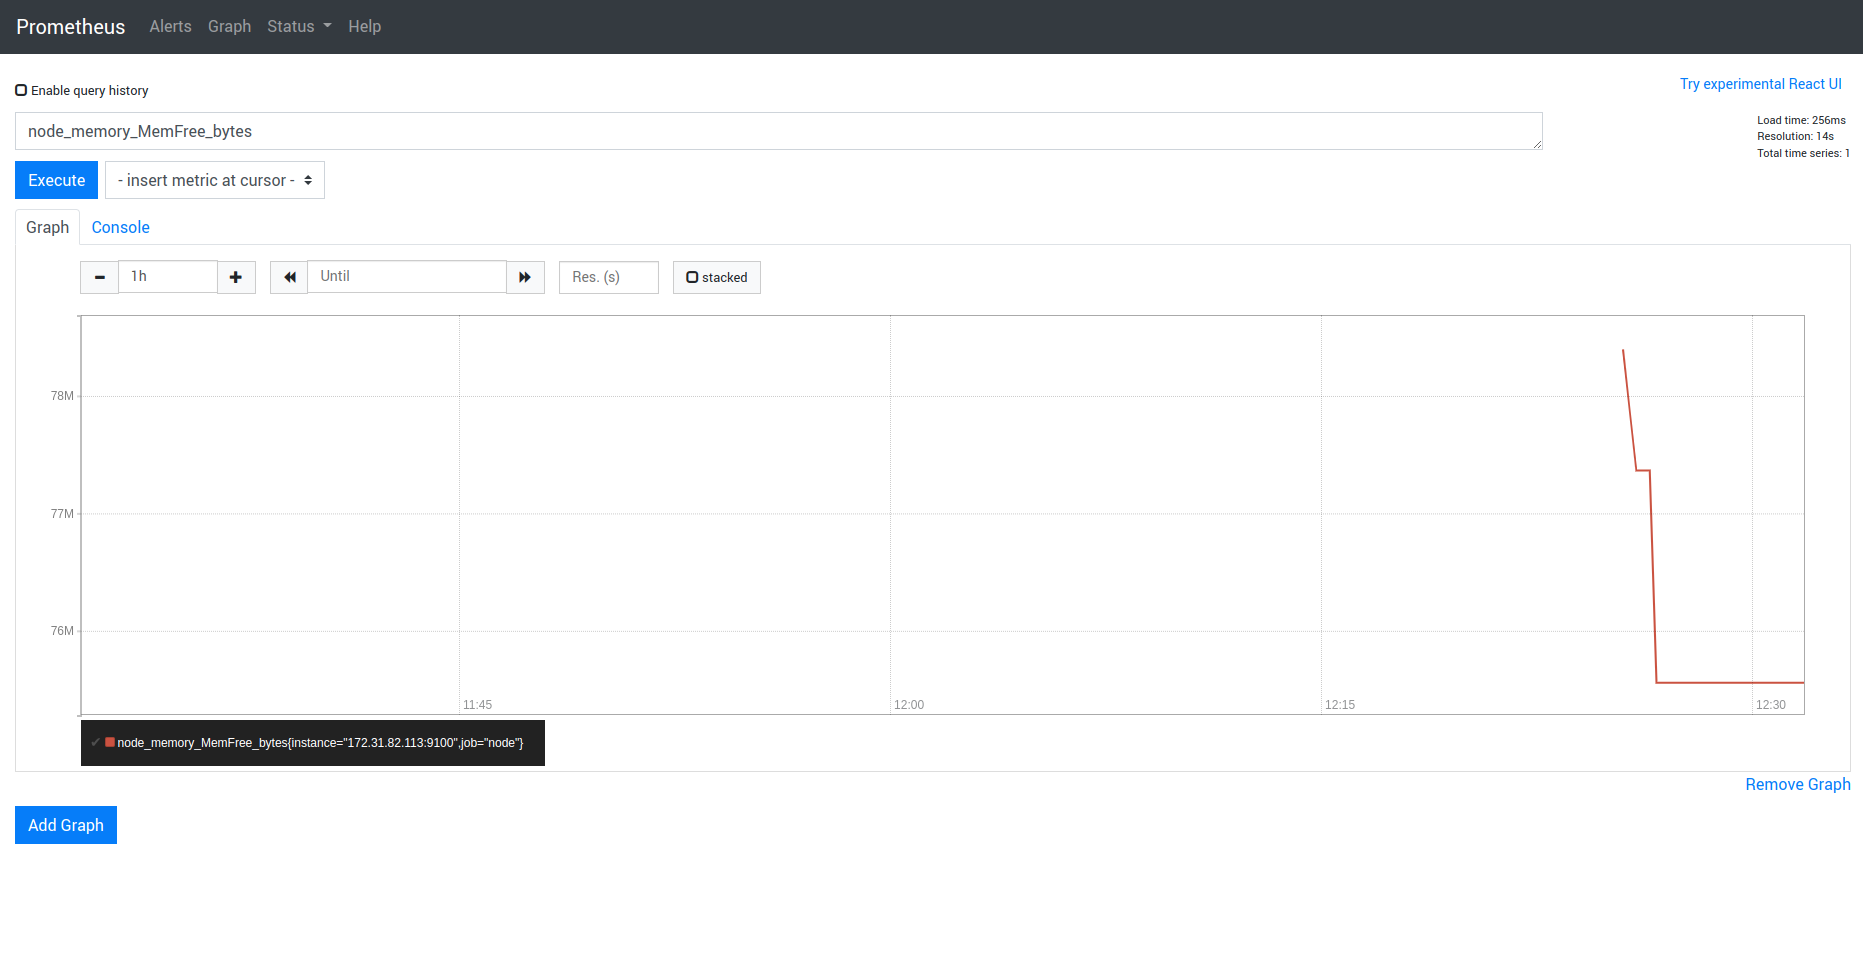 Prometheus Alerts Graph Status Help
Enable query history
Try experimental React UI
node_memory_MemFree_bytes
Load time: 256ms
Resolution: 14s
Total time series: 1
Execute - insert metric at cursor -
Graph Console
1h Until Res. (s) stacked
78M
77M
76M
11:45 12:00 12:15 12:30
node_memory_MemFree_bytes{instance="172.31.82.113:9100",job="node"}
Remove Graph
Add Graph